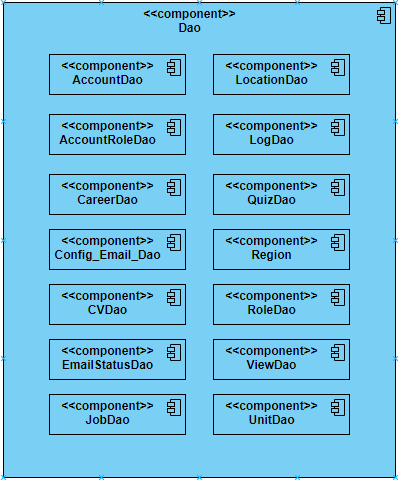 <<component>>
Dao
<<component>>
AccountDao
<<component>>
LocationDao
<<component>>
AccountRoleDao
<<component>>
LogDao
<<component>>
CareerDao
<<component>>
QuizDao
<<component>>
Config_Email_Dao
<<component>>
Region
<<component>>
CVDao
<<component>>
RoleDao
<<component>>
EmailStatusDao
<<component>>
ViewDao
<<component>>
JobDao
<<component>>
UnitDao